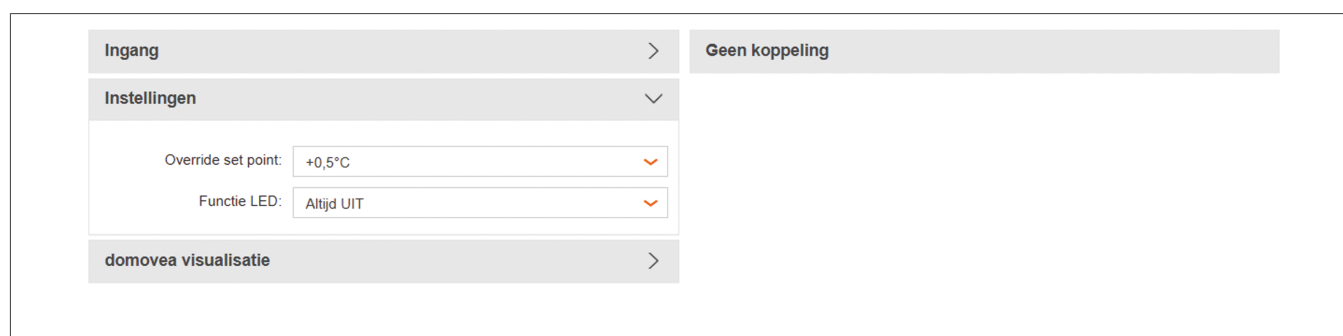 Ingang
Geen koppeling
Instellingen
Override set point: +0,5°C
Functie LED: Altijd UIT
domovea visualisatie